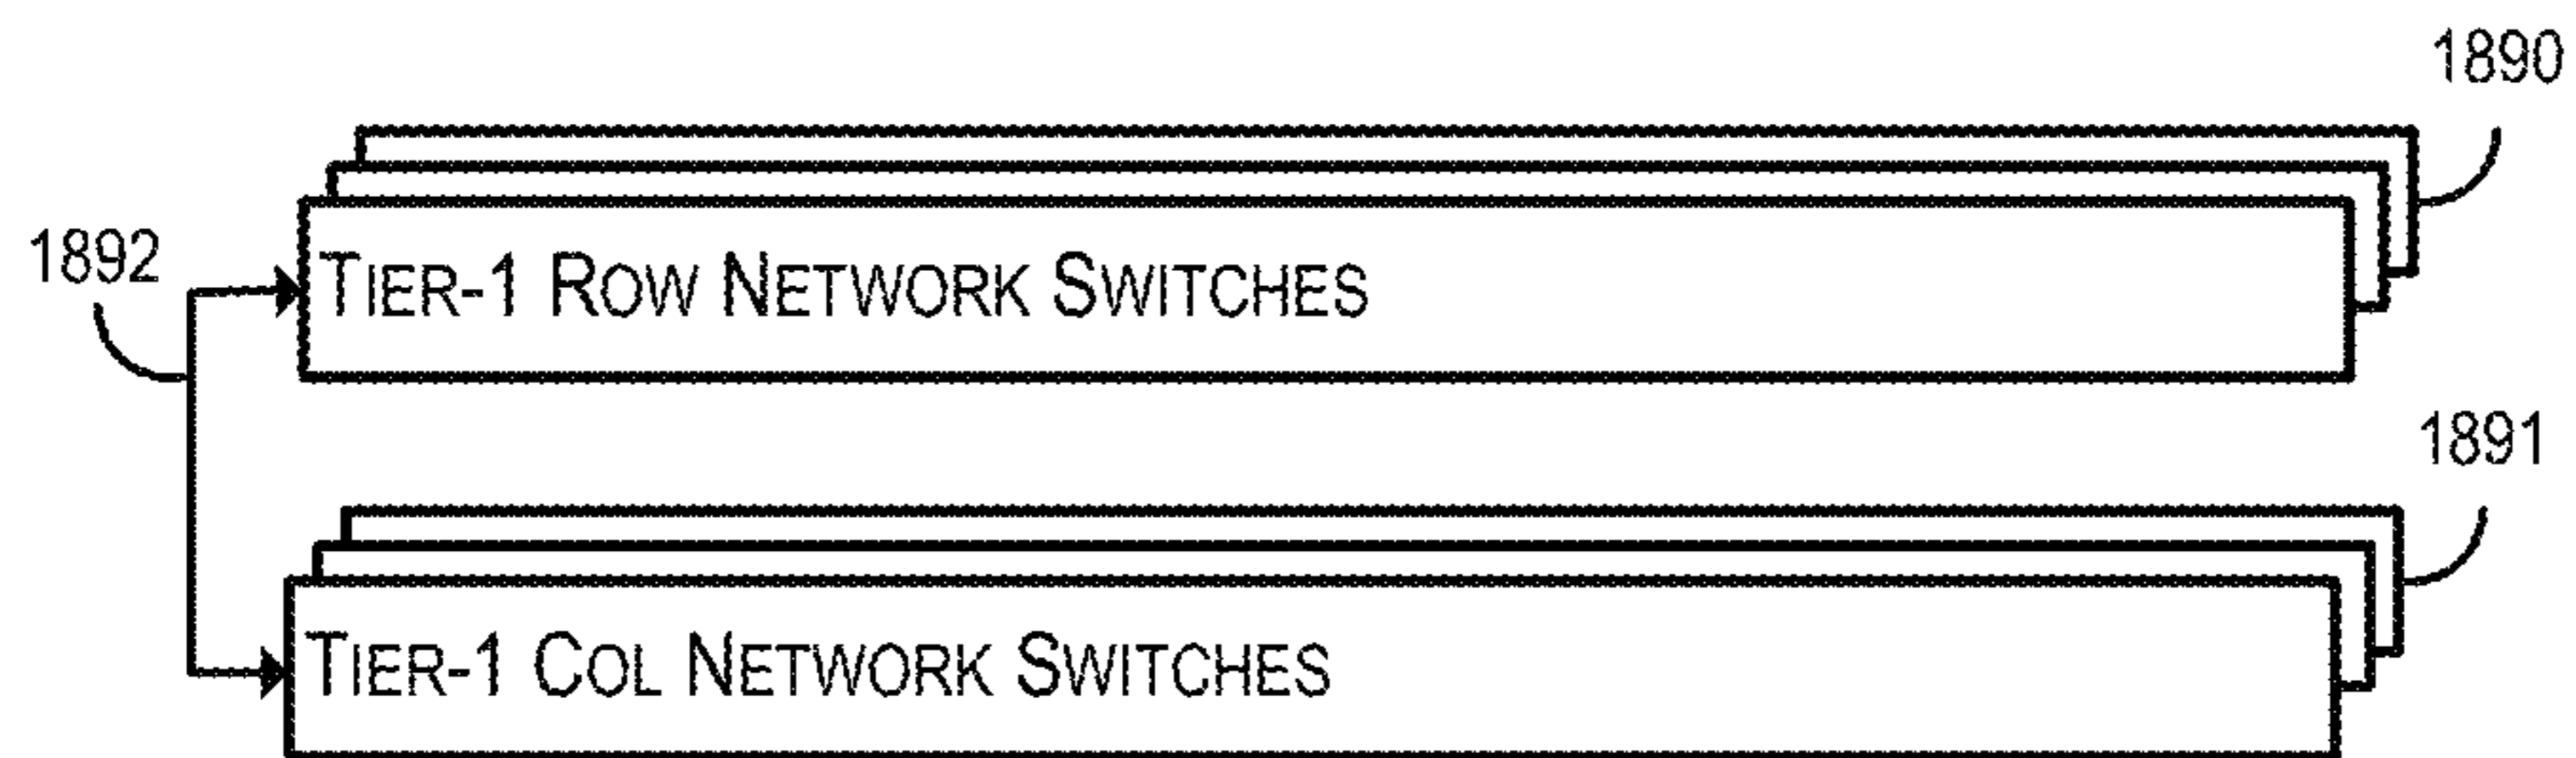 1890
1892
TIER-1 ROW NETWORK SWITCHES
1891
TIER-1 COL NETWORK SWITCHES